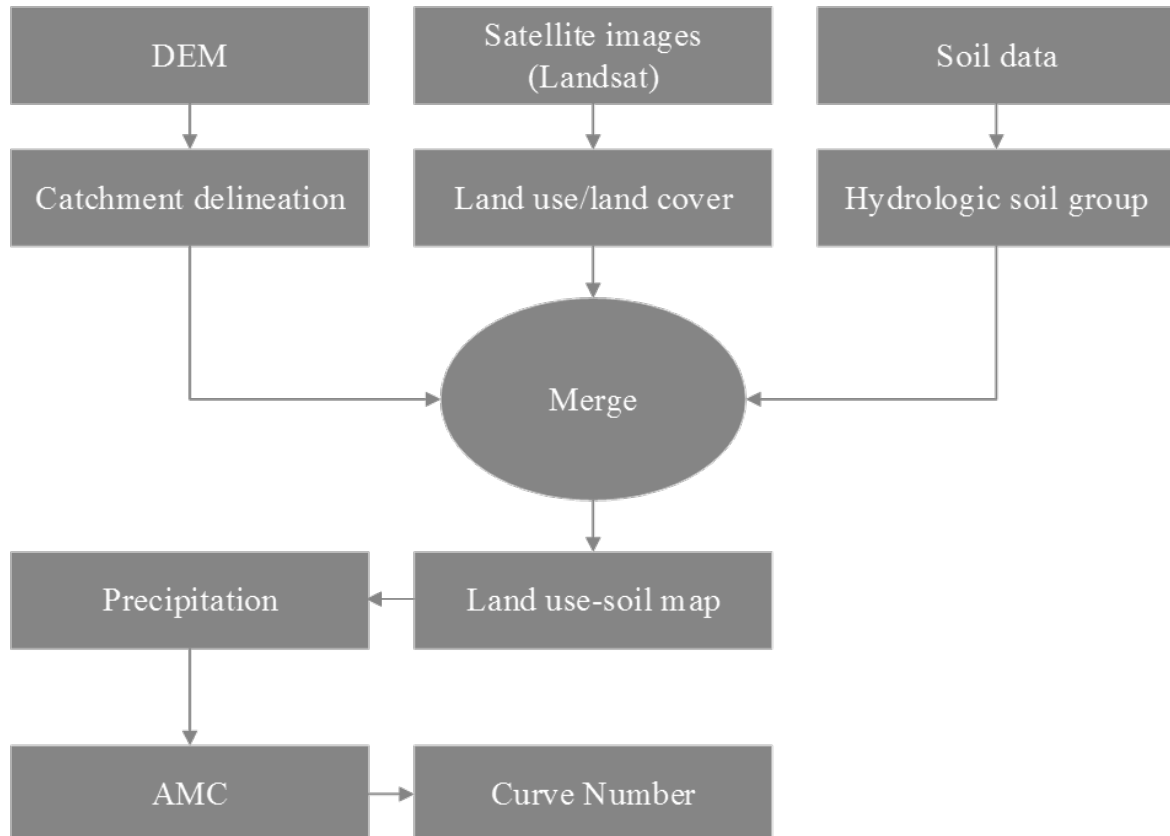 DEM
Satellite images
(Landsat)
Soil data
Catchment delineation
Land use/land cover
Hydrologic soil group
Merge
Precipitation
Land use-soil map
AMC
Curve Number